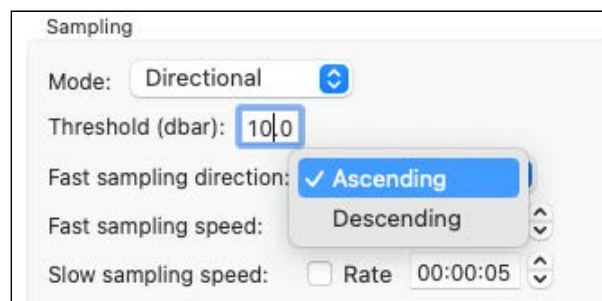 Sampling
Mode: Directional
Threshold (dbar): 10.0
Fast sampling direction: ✓ Ascending
Descending
Fast sampling speed:
Slow sampling speed: Rate 00:00:05